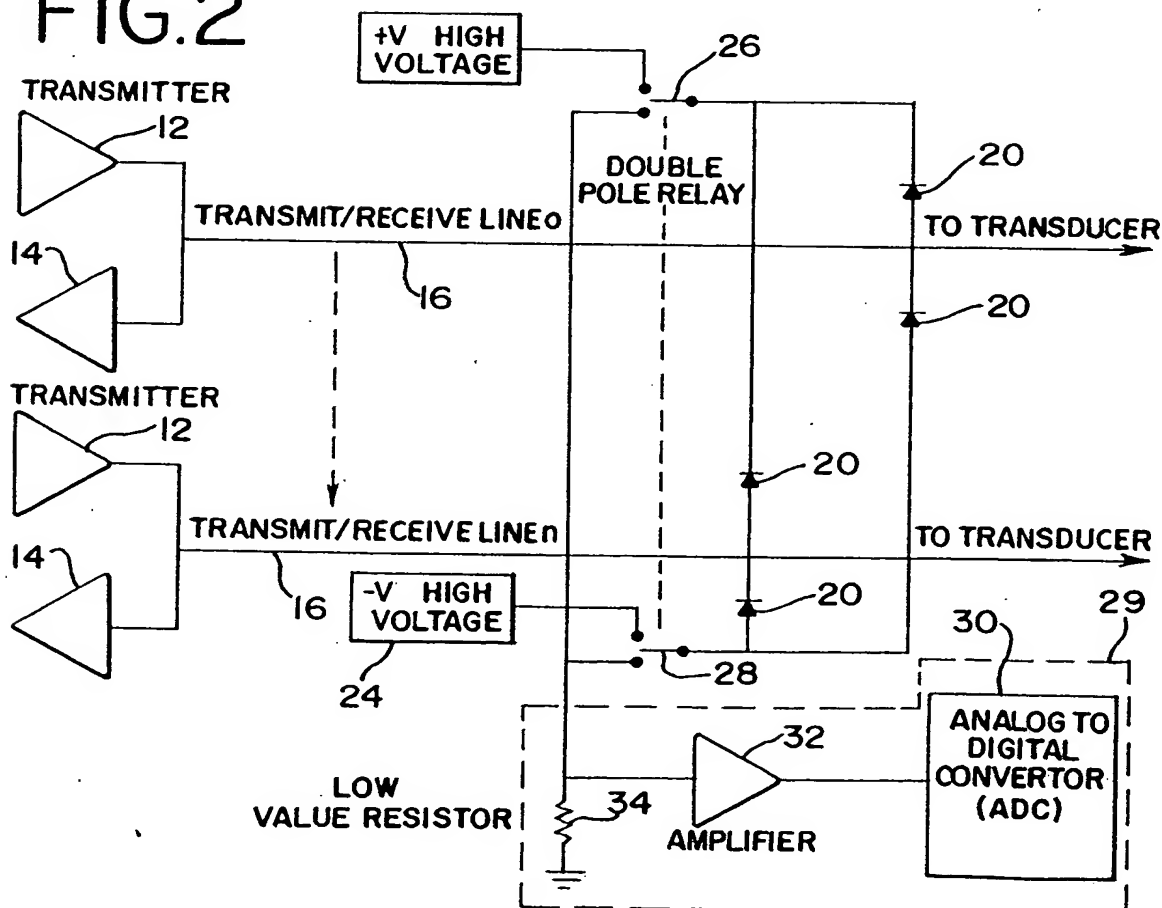 FIG.2
+V HIGH
VOLTAGE
26
TRANSMITTER
12
DOUBLE
POLE RELAY
20
TRANSMIT/RECEIVE LINE o
TO TRANSDUCER
14
16
20
TRANSMITTER
12
20
TRANSMIT/RECEIVE LINE n
TO TRANSDUCER
14
16
-V HIGH
VOLTAGE
20
29
24
28
30
32
ANALOG TO
DIGITAL
CONVERTOR
(ADC)
LOW
VALUE RESISTOR
34
AMPLIFIER